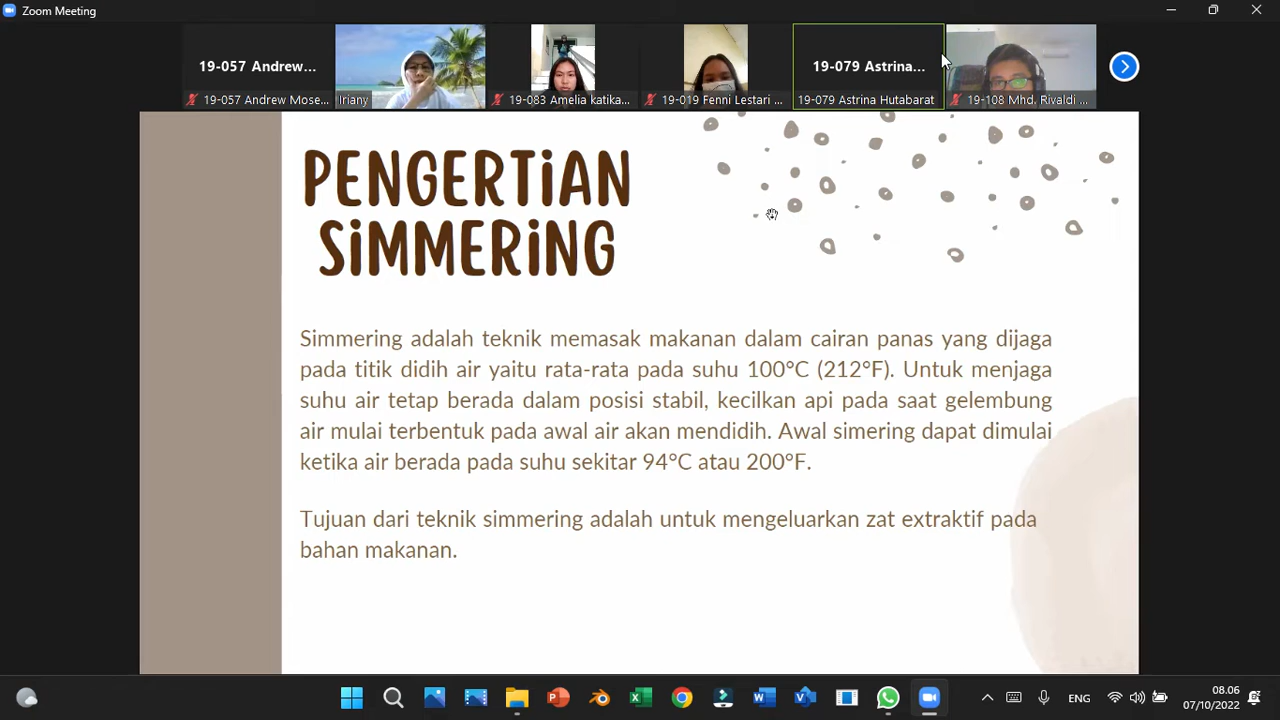 Zoom Meeting
19-057 Andrew...
19-079 Astrina...
19-057 Andrew Mose...
Iriany
19-083 Amelia katika...
19-019 Fenni Lestari ...
19-079 Astrina Hutabarat
19-108 Mhd. Rivaldi ...
PENGERTiAN
SiMMERiNG
Simmering adalah teknik memasak makanan dalam cairan panas yang dijaga
pada titik didih air yaitu rata-rata pada suhu 100°C (212°F). Untuk menjaga
suhu air tetap berada dalam posisi stabil, kecilkan api pada saat gelembung
air mulai terbentuk pada awal air akan mendidih. Awal simering dapat dimulai
ketika air berada pada suhu sekitar 94°C atau 200°F.
Tujuan dari teknik simmering adalah untuk mengeluarkan zat extraktif pada
bahan makanan.
ENG
08.06
07/10/2022